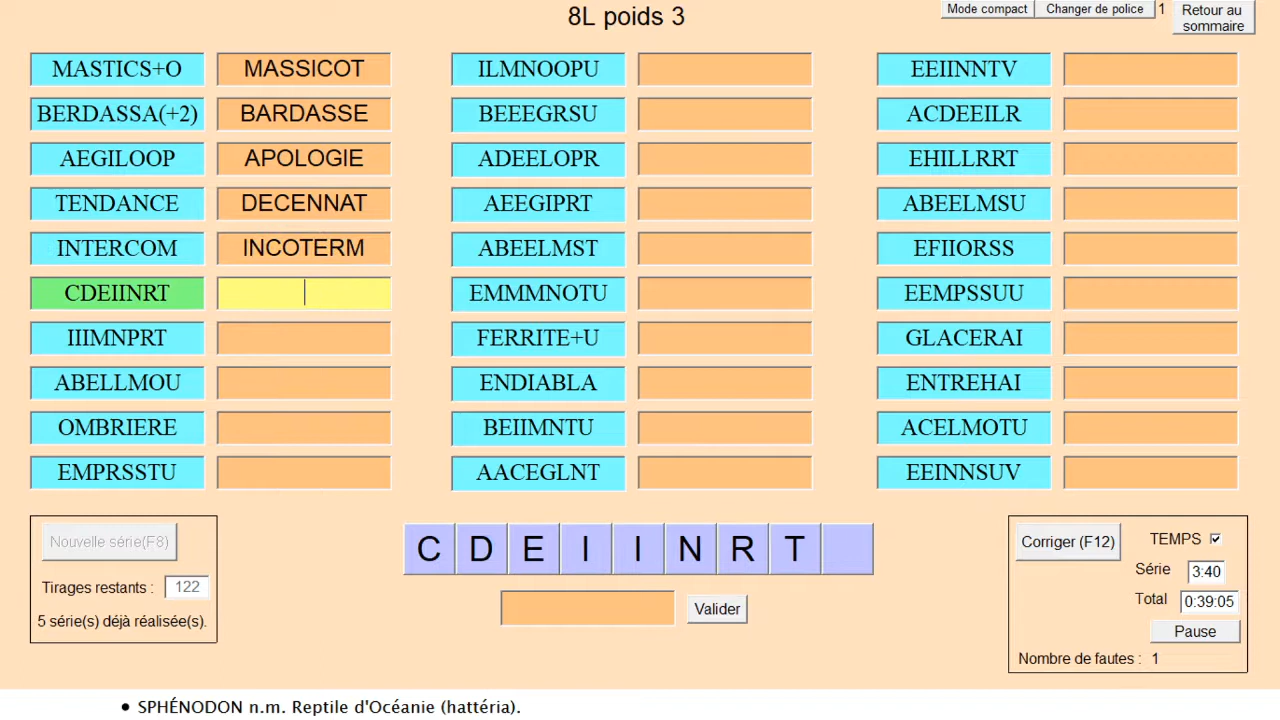 8L poids 3
Mode compact
Changer de police
1
Retour au
sommaire
MASTICS+O
MASSICOT
BERDASSA(+2)
BARDASSE
AEGILOOP
APOLOGIE
TENDANCE
DECENNAT
INTERCOM
INCOTERM
CDEIINRT
IIIMNPRT
ABELLMOU
OMBRIERE
EMPRSSTU
ILMNOOPU
BEEEGRSU
ADEELOPR
AEEGIPRT
ABEELMST
EMMMNOTU
FERRITE+U
ENDIABLA
BEIIMNTU
AACEGLNT
EEIINNTV
ACDEEILR
EHILLRRT
ABEELMSU
EFIIORSS
EEMPSSUU
GLACERAI
ENTREHAI
ACELMOTU
EEINNSUV
Nouvelle série(F8)
Tirages restants : 122
5 série(s) déjà réalisée(s).
C D E I I N R T
Valider
Corriger (F12)
TEMPS
Série 3:40
Total 0:39:05
Pause
Nombre de fautes : 1
• SPHÉNODON n.m. Reptile d'Océanie (hattéria).